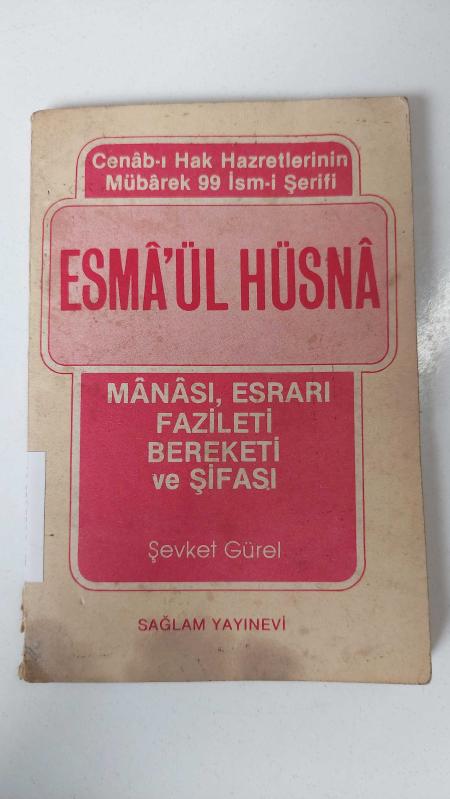 Cenâb-ı Hak Hazretlerinin
Mübârek 99 İsm-i Şerifi
ESMÂ'ÜL HÜSNÂ
MÂNÂSI, ESRARI
FAZİLETİ
BEREKETİ
ve ŞİFASI
Şevket Gürel
SAĞLAM YAYINEVİ